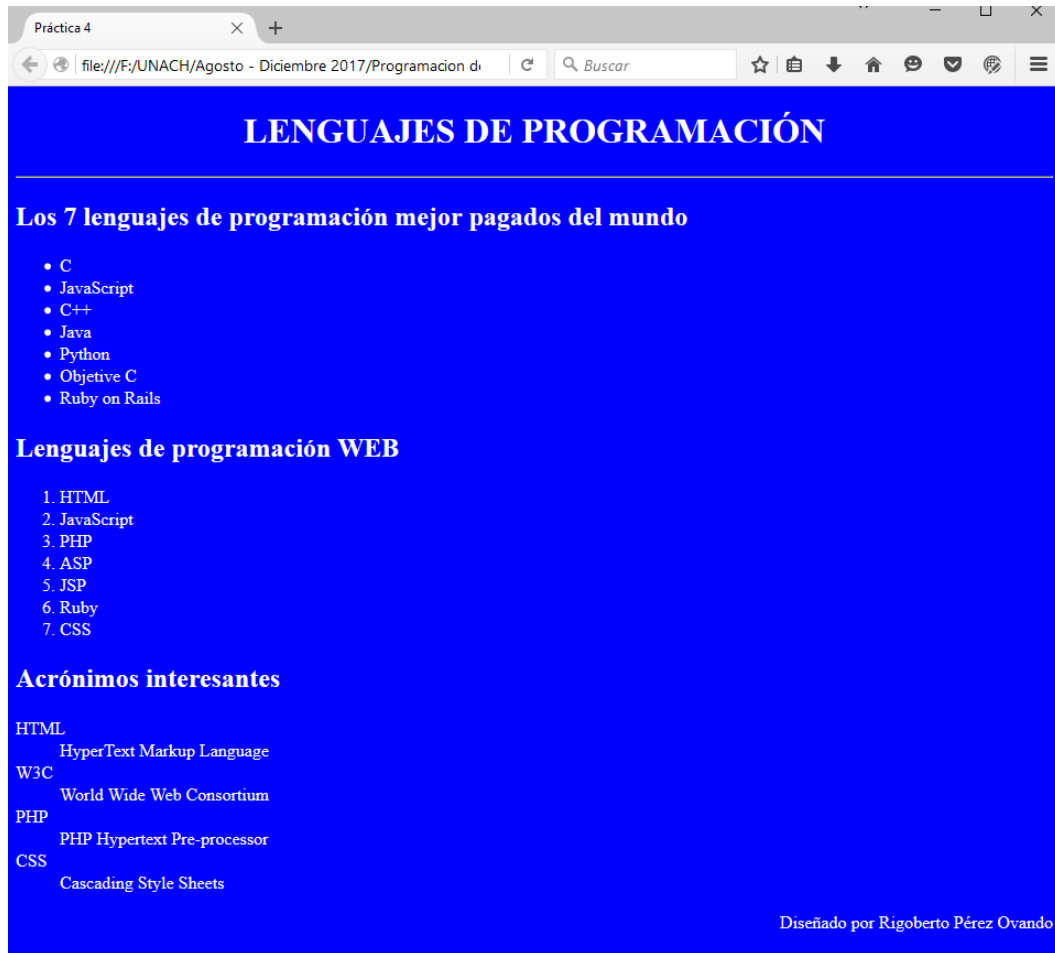 Práctica 4
file:///F:/UNACH/Agosto - Diciembre 2017/Programacion d
Buscar
LENGUAJES DE PROGRAMACIÓN
Los 7 lenguajes de programación mejor pagados del mundo
• C
• JavaScript
• C++
• Java
• Python
• Objetive C
• Ruby on Rails
Lenguajes de programación WEB
1. HTML
2. JavaScript
3. PHP
4. ASP
5. JSP
6. Ruby
7. CSS
Acrónimos interesantes
HTML
HyperText Markup Language
W3C
World Wide Web Consortium
PHP
PHP Hypertext Pre-processor
CSS
Cascading Style Sheets
Diseñado por Rigoberto Pérez Ovando